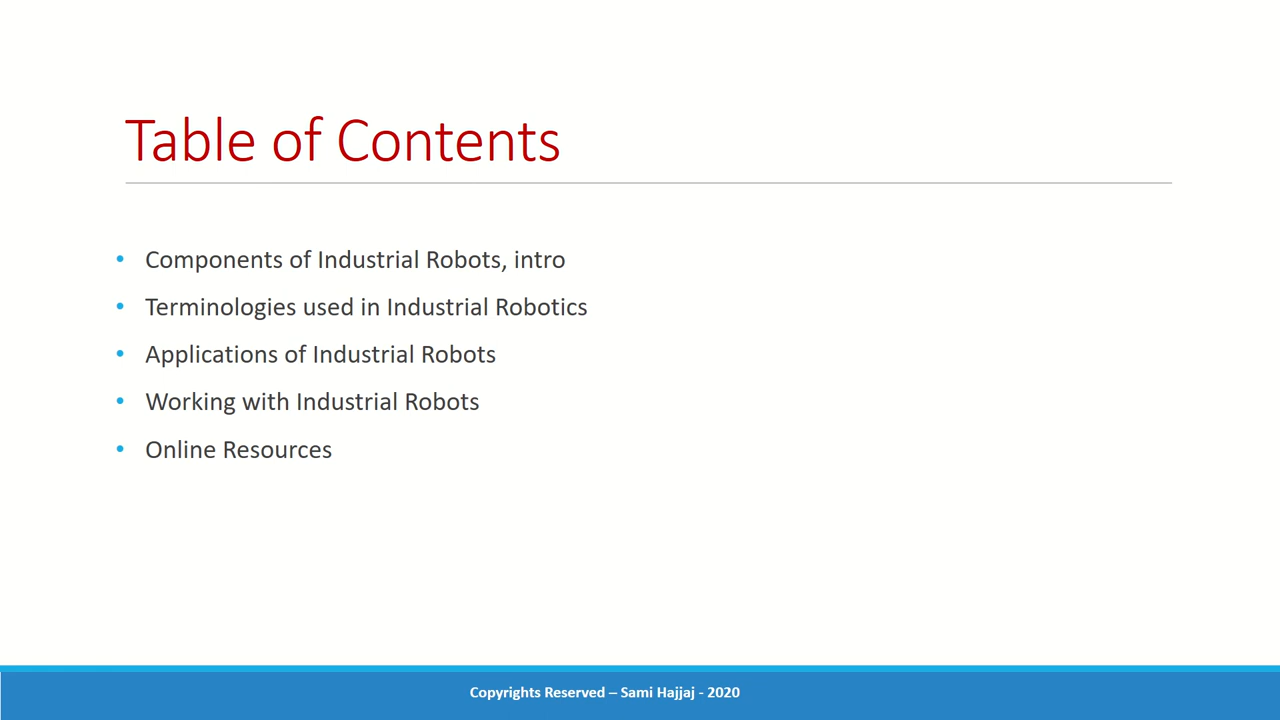 Table of Contents
• Components of Industrial Robots, intro
• Terminologies used in Industrial Robotics
• Applications of Industrial Robots
• Working with Industrial Robots
• Online Resources
Copyrights Reserved – Sami Hajjaj - 2020